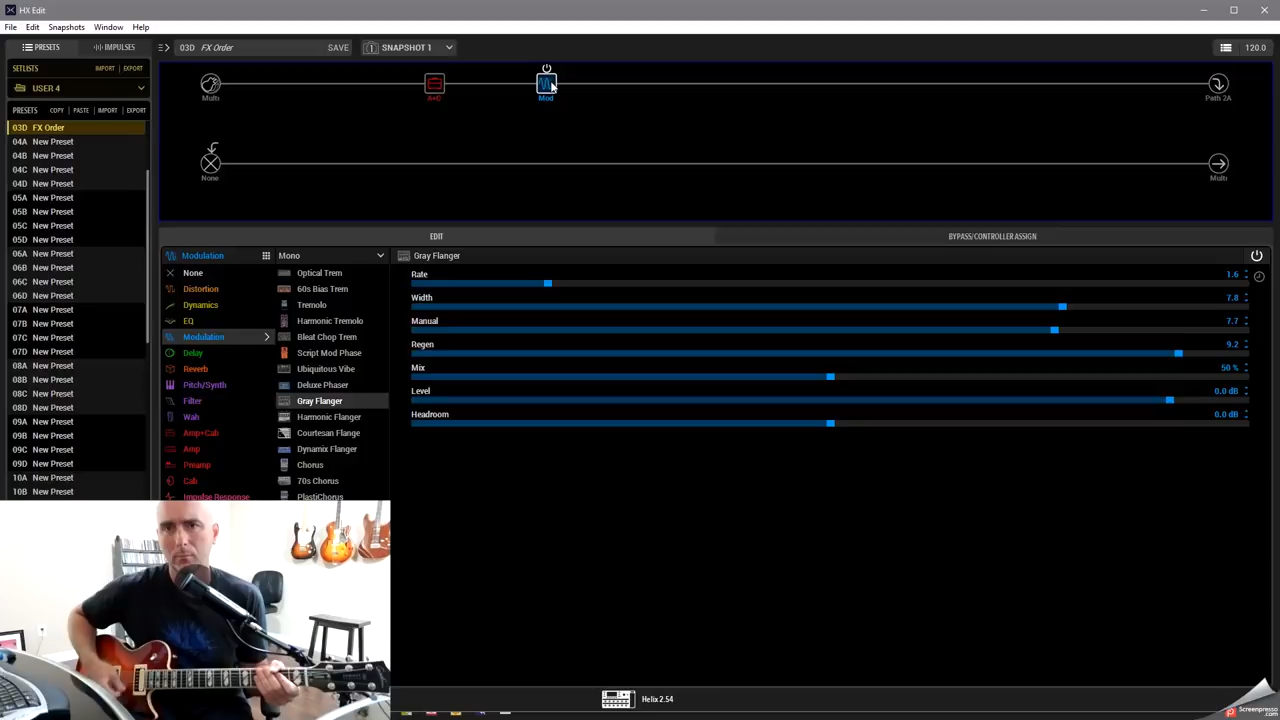 HX Edit
File Edit Snapshots Window Help
PRESETS IMPULSES
03D FX Order SAVE 1 SNAPSHOT 1 120.0
SETLISTS IMPORT EXPORT
USER 4
PRESETS COPY PASTE IMPORT EXPORT
03D FX Order
04A New Preset
04B New Preset
04C New Preset
04D New Preset
05A New Preset
05B New Preset
05C New Preset
05D New Preset
06A New Preset
06B New Preset
06C New Preset
06D New Preset
07A New Preset
07B New Preset
07C New Preset
07D New Preset
08A New Preset
08B New Preset
08C New Preset
08D New Preset
09A New Preset
09B New Preset
09C New Preset
09D New Preset
10A New Preset
10B New Preset
Multi A+C Mod Path 2A
None Multi
EDIT BYPASS/CONTROLLER ASSIGN
Modulation
None
Distortion
Dynamics
EQ
Modulation
Delay
Reverb
Pitch/Synth
Filter
Wah
Amp+Cab
Amp
Preamp
Cab
Impulse Response
Mono
Optical Trem
60s Bias Trem
Tremolo
Harmonic Tremolo
Bleat Chop Trem
Script Mod Phase
Ubiquitous Vibe
Deluxe Phaser
Gray Flanger
Harmonic Flanger
Courtesan Flange
Dynamix Flanger
Chorus
70s Chorus
PlastiChorus
Gray Flanger
Rate 1.6
Width 7.8
Manual 7.7
Regen 9.2
Mix 50 %
Level 0.0 dB
Headroom 0.0 dB
Helix 2.54
Screenpresso
.com